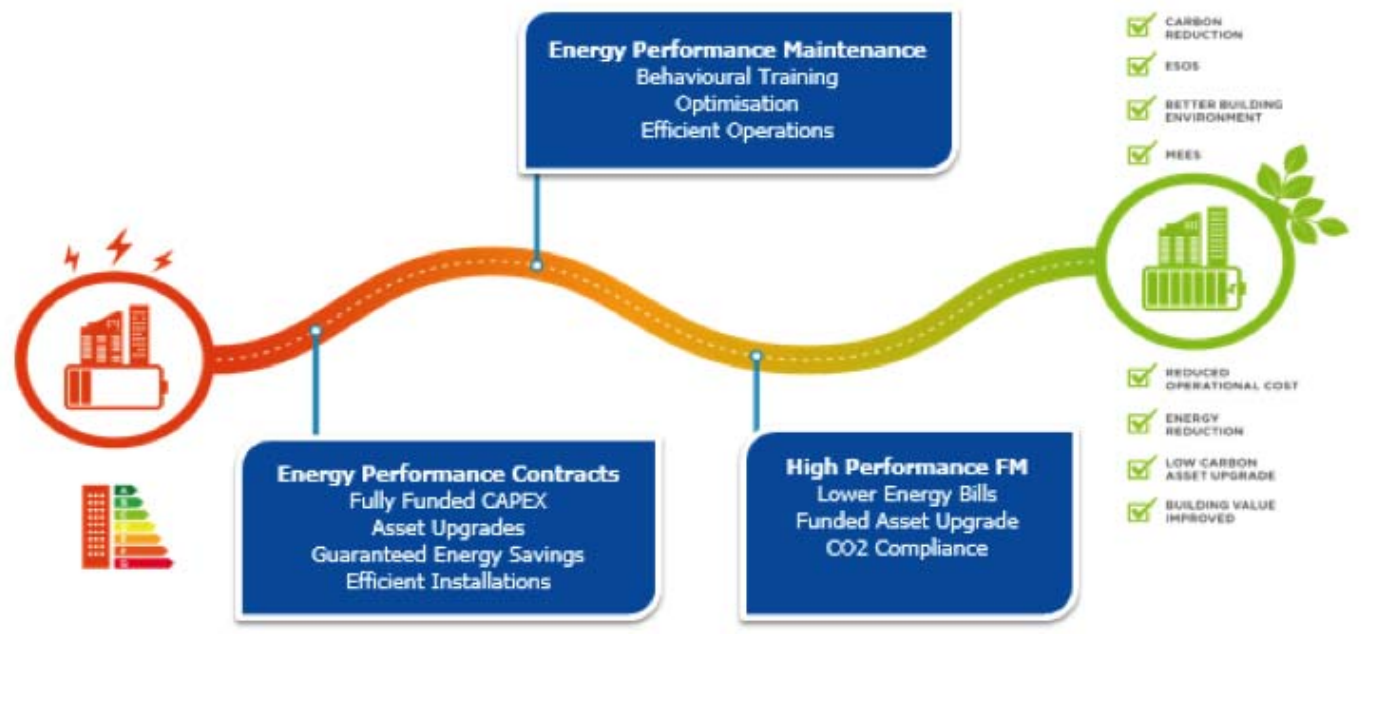 Energy Performance Maintenance
Behavioural Training
Optimisation
Efficient Operations
Energy Performance Contracts
Fully Funded CAPEX
Asset Upgrades
Guaranteed Energy Savings
Efficient Installations
High Performance FM
Lower Energy Bills
Funded Asset Upgrade
CO2 Compliance
CARBON
REDUCTION
ESOS
BETTER BUILDING
ENVIRONMENT
MEES
REDUCED
OPERATIONAL COST
ENERGY
REDUCTION
LOW CARBON
ASSET UPGRADE
BUILDING VALUE
IMPROVED